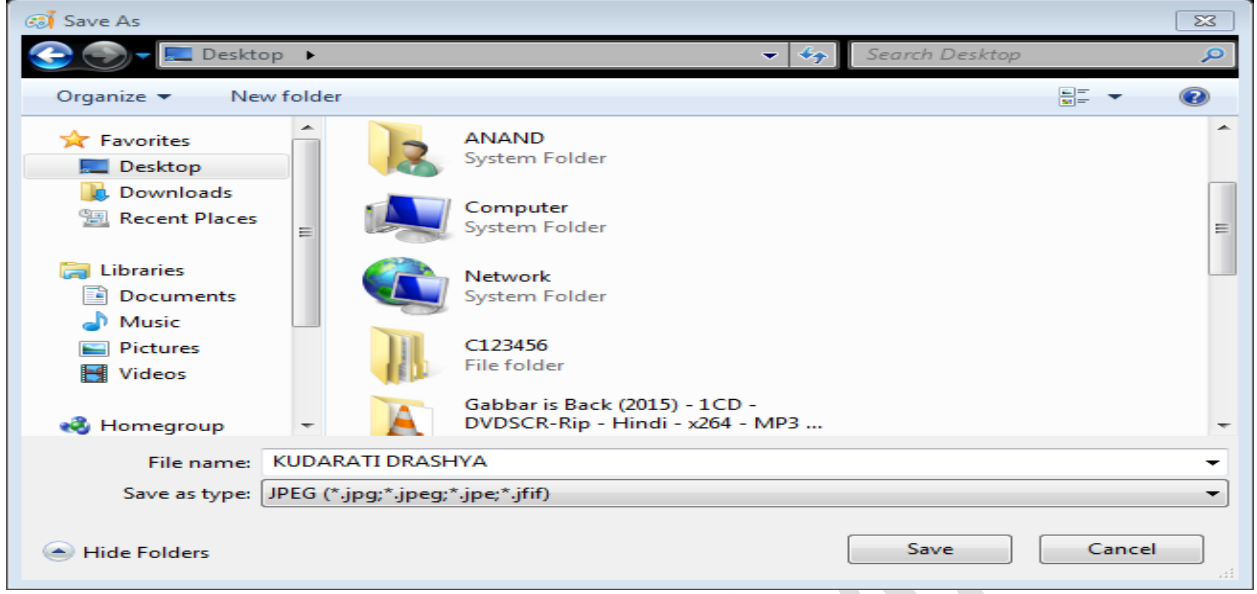 Save As
Desktop
Search Desktop
Organize
New folder
Favorites
Desktop
Downloads
Recent Places
Libraries
Documents
Music
Pictures
Videos
Homegroup
ANAND
System Folder
Computer
System Folder
Network
System Folder
C123456
File folder
Gabbar is Back (2015) - 1CD -
DVDSCR-Rip - Hindi - x264 - MP3 ...
File name: KUDARATI DRASHYA
Save as type: JPEG (*.jpg;*.jpeg;*.jpe;*.jfif)
Hide Folders
Save
Cancel